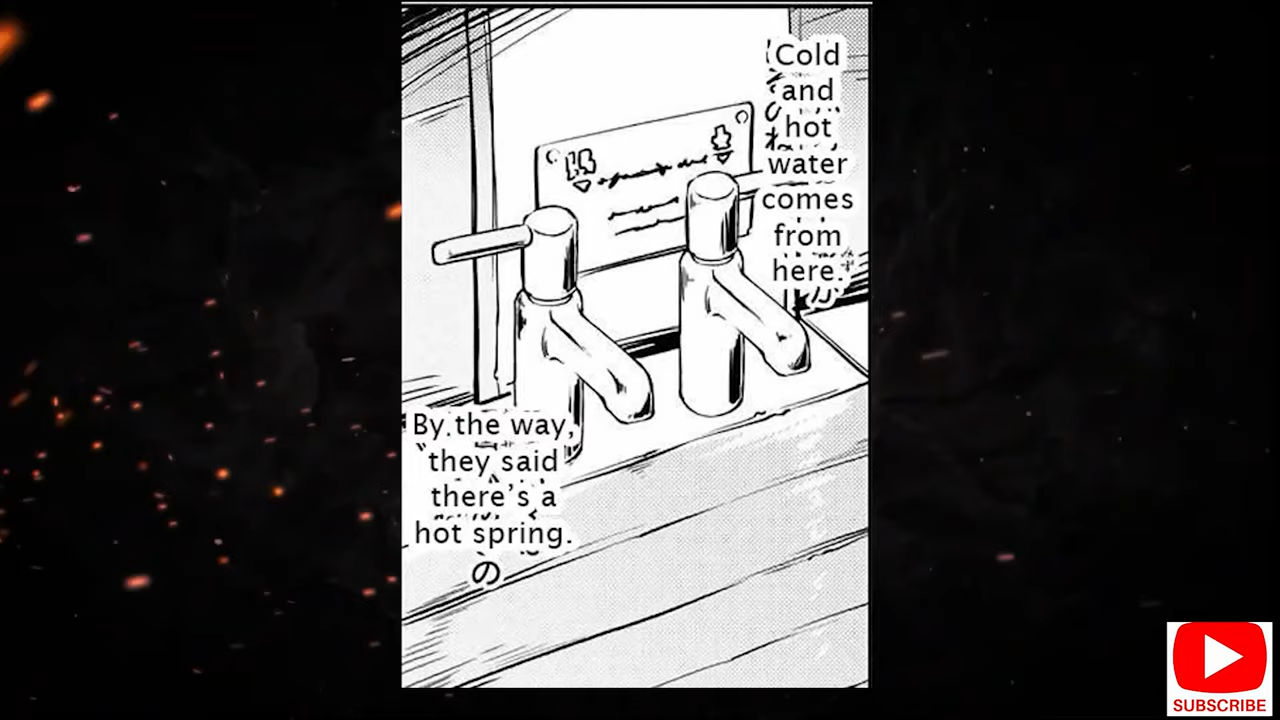 Cold
and
hot
water
comes
from
here.
By the way,
they said
there's a
hot spring.
の
SUBSCRIBE